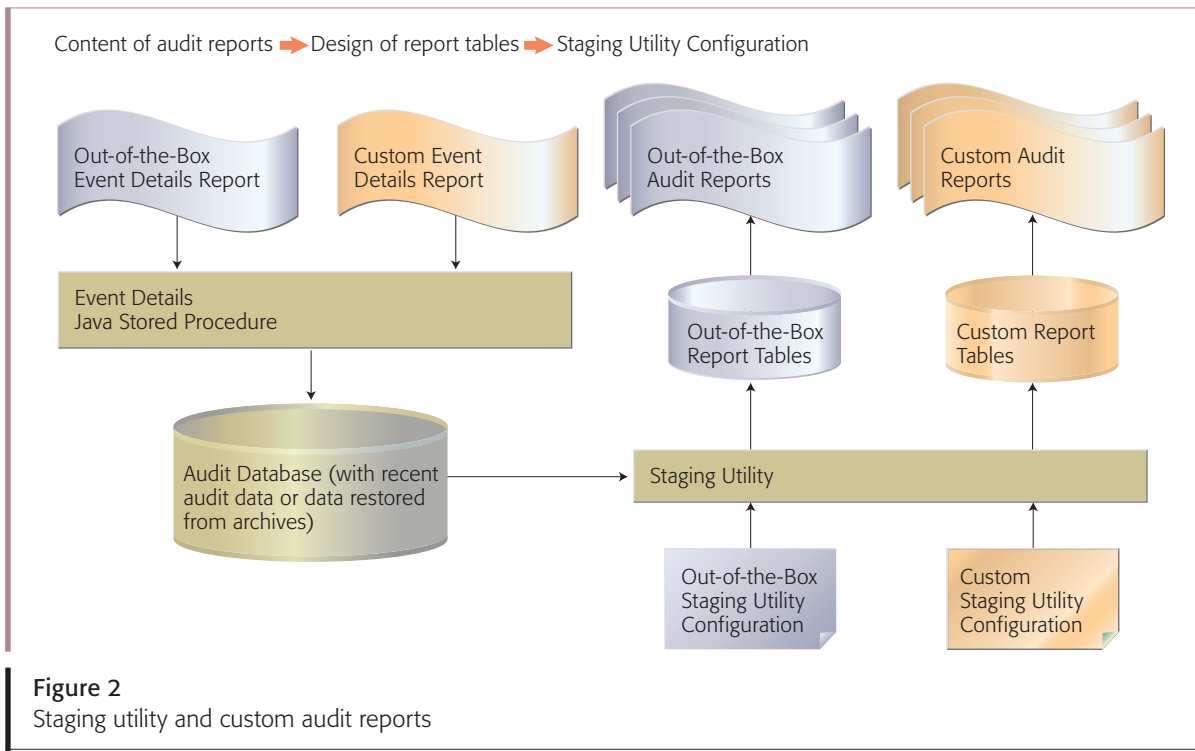 Content of audit reports ➡ Design of report tables ➡ Staging Utility Configuration
Out-of-the-Box
Event Details Report
Custom Event
Details Report
Out-of-the-Box
Audit Reports
Custom Audit
Reports
Event Details
Java Stored Procedure
Out-of-the-Box
Report Tables
Custom Report
Tables
Audit Database (with recent
audit data or data restored
from archives)
Staging Utility
Out-of-the-Box
Staging Utility
Configuration
Custom
Staging Utility
Configuration
Figure 2
Staging utility and custom audit reports